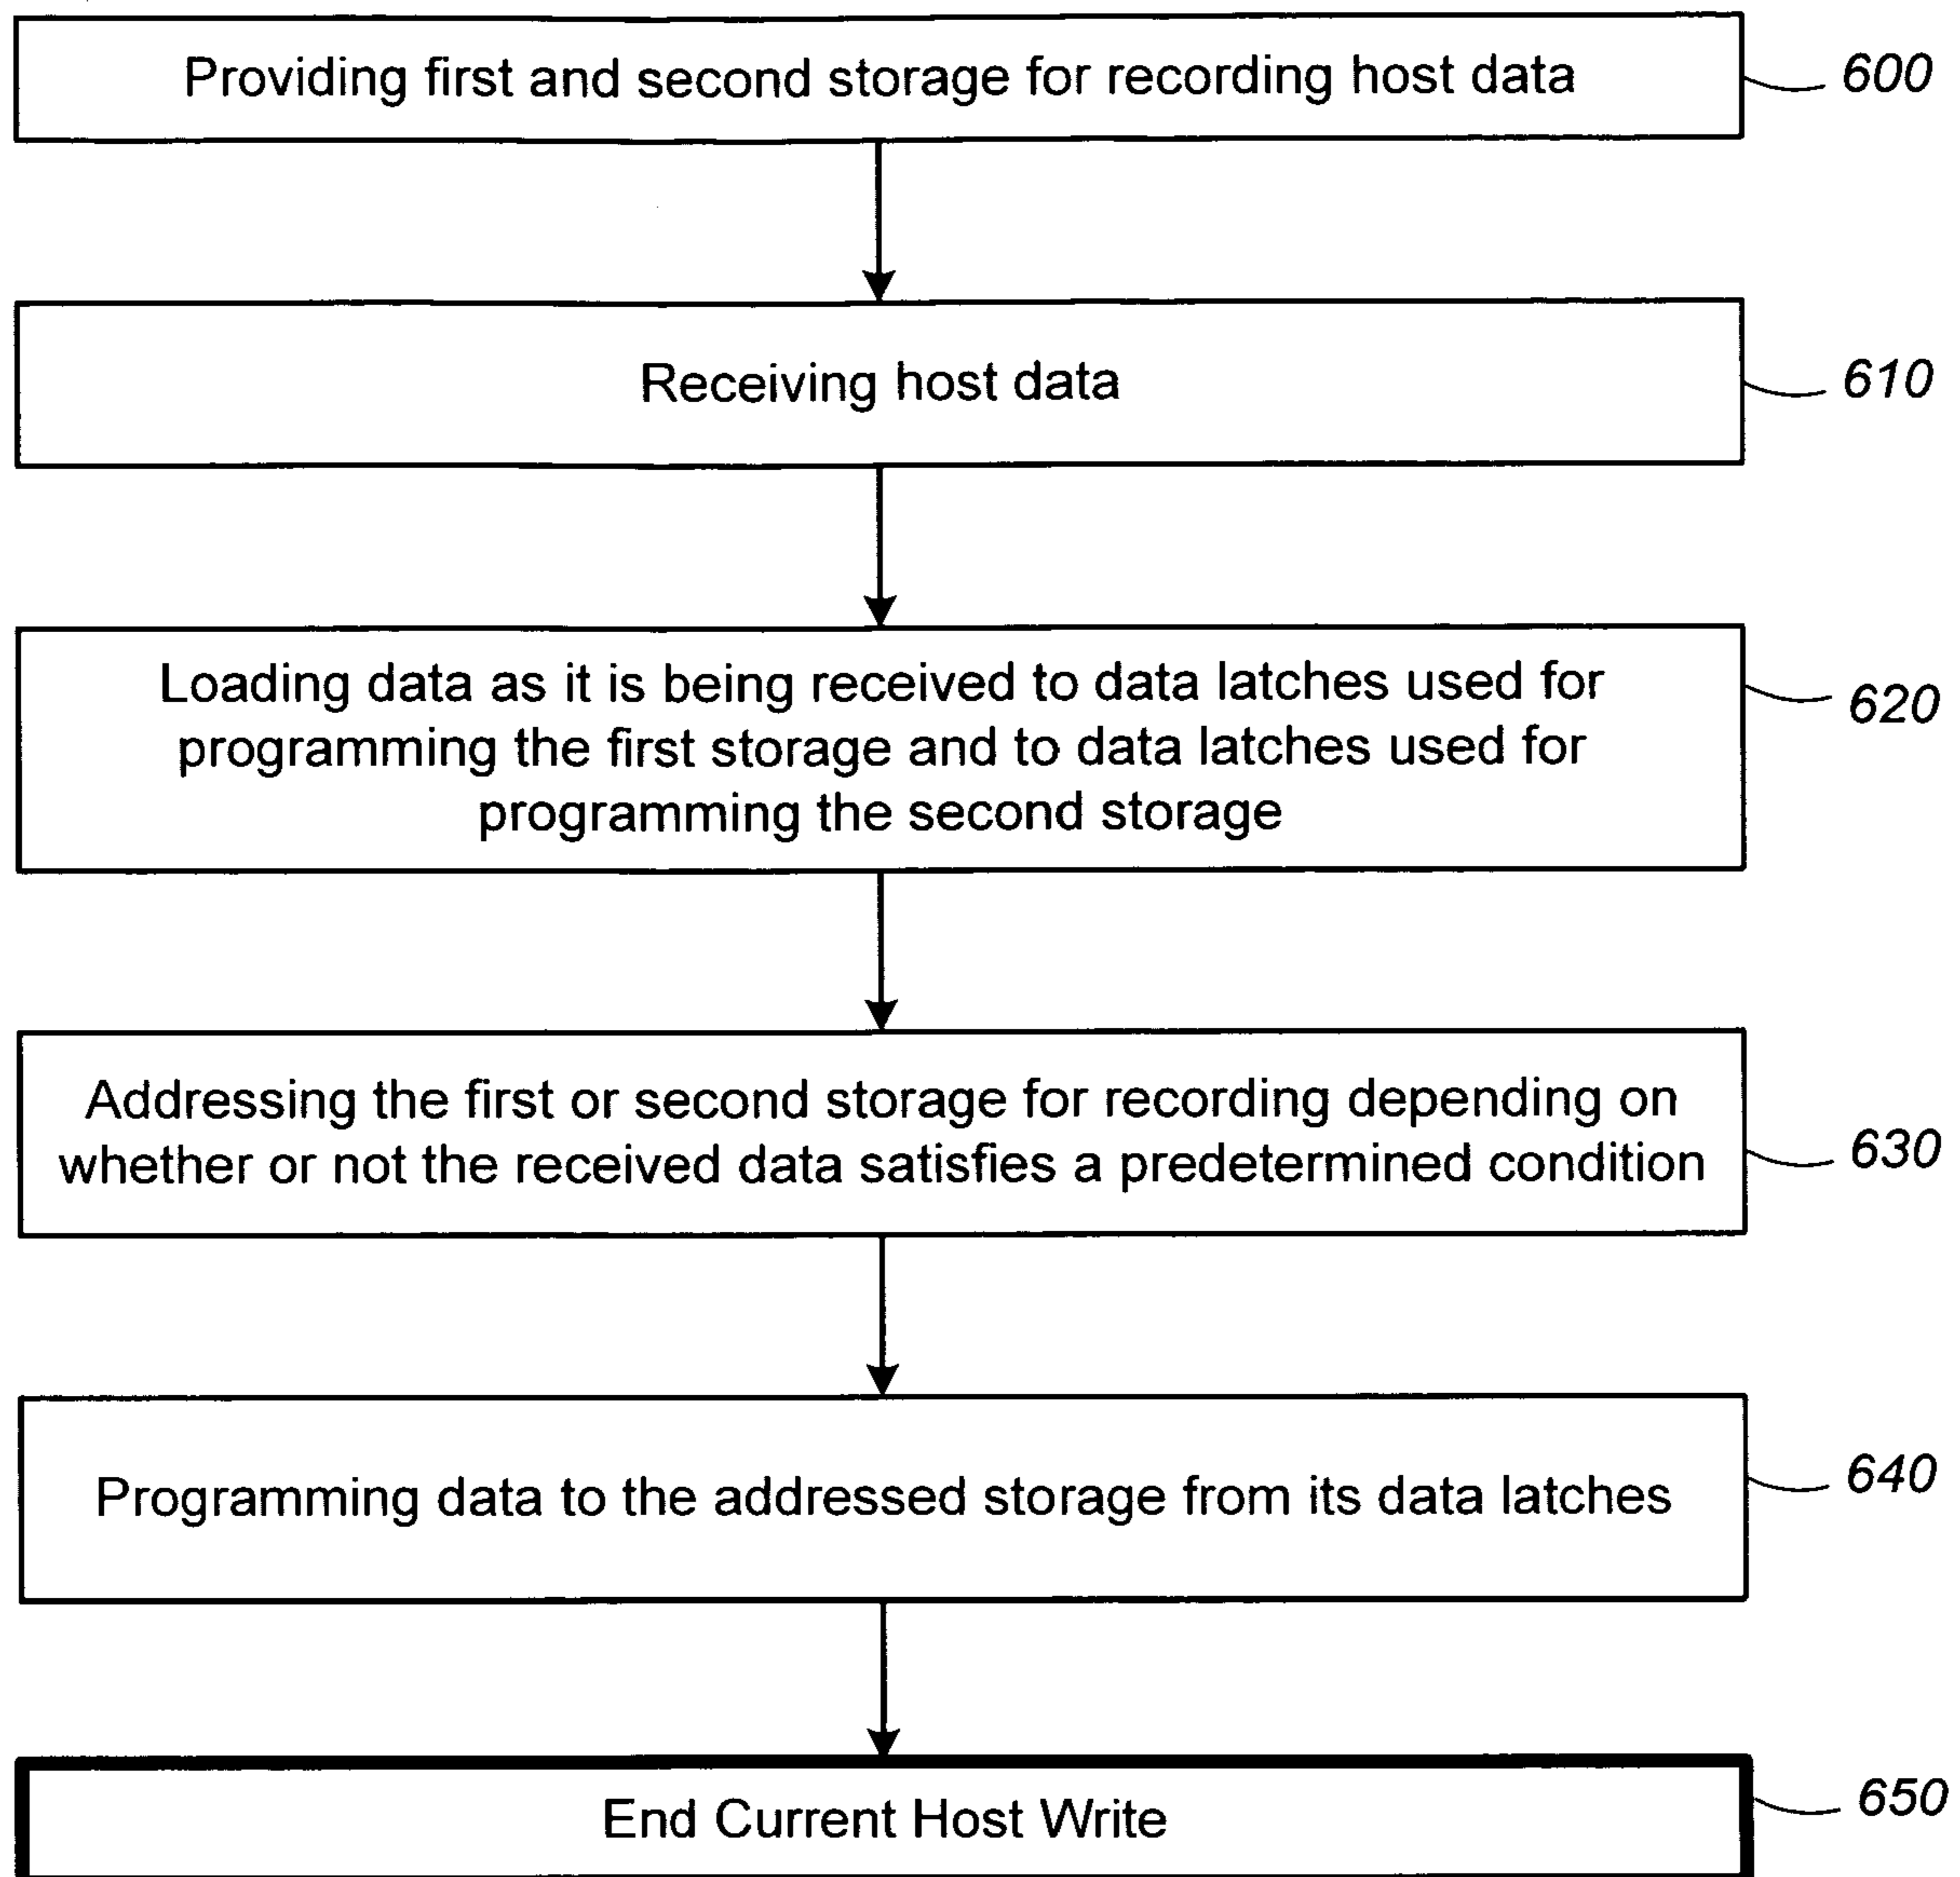 Providing first and second storage for recording host data
600
Receiving host data
610
Loading data as it is being received to data latches used for
programming the first storage and to data latches used for
programming the second storage
620
Addressing the first or second storage for recording depending on
whether or not the received data satisfies a predetermined condition
630
Programming data to the addressed storage from its data latches
640
End Current Host Write
650